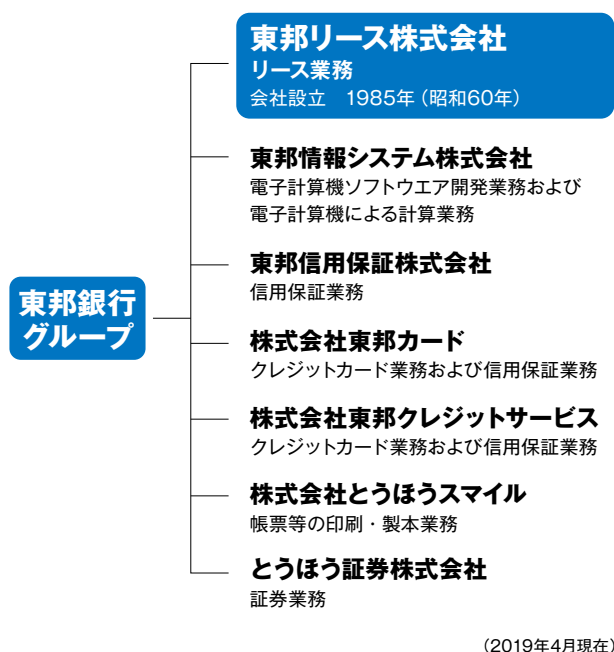 東邦リース株式会社
リース業務
会社設立　1985年（昭和60年）
東邦情報システム株式会社
電子計算機ソフトウエア開発業務および
電子計算機による計算業務
東邦信用保証株式会社
信用保証業務
東邦銀行
グループ
株式会社東邦カード
クレジットカード業務および信用保証業務
株式会社東邦クレジットサービス
クレジットカード業務および信用保証業務
株式会社とうほうスマイル
帳票等の印刷・製本業務
とうほう証券株式会社
証券業務
（2019年4月現在）